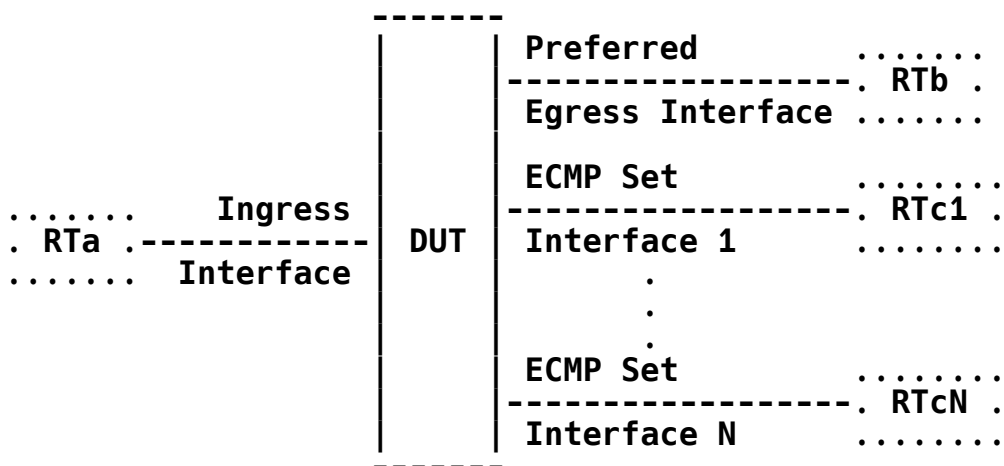 -------
| | Preferred .......
| |------------------. RTb .
| | Egress Interface .......
| |
| | ECMP Set ........
....... Ingress | |------------------. RTc1 .
. RTa .------------| DUT | Interface 1 ........
....... Interface | | .
| | .
| | .
| | ECMP Set ........
| |------------------. RTcN .
| | Interface N ........
-------